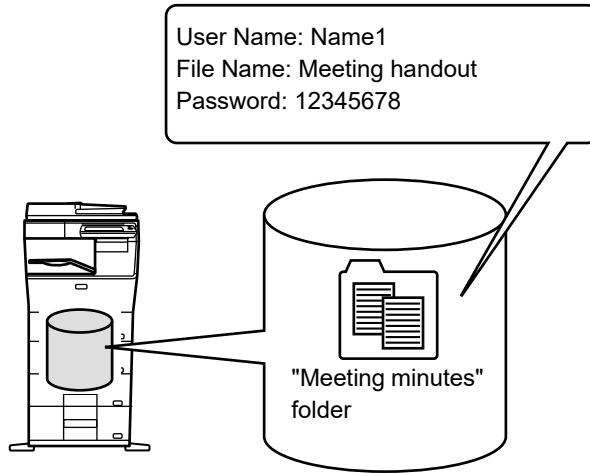 User Name: Name1
File Name: Meeting handout
Password: 12345678
"Meeting minutes"
folder